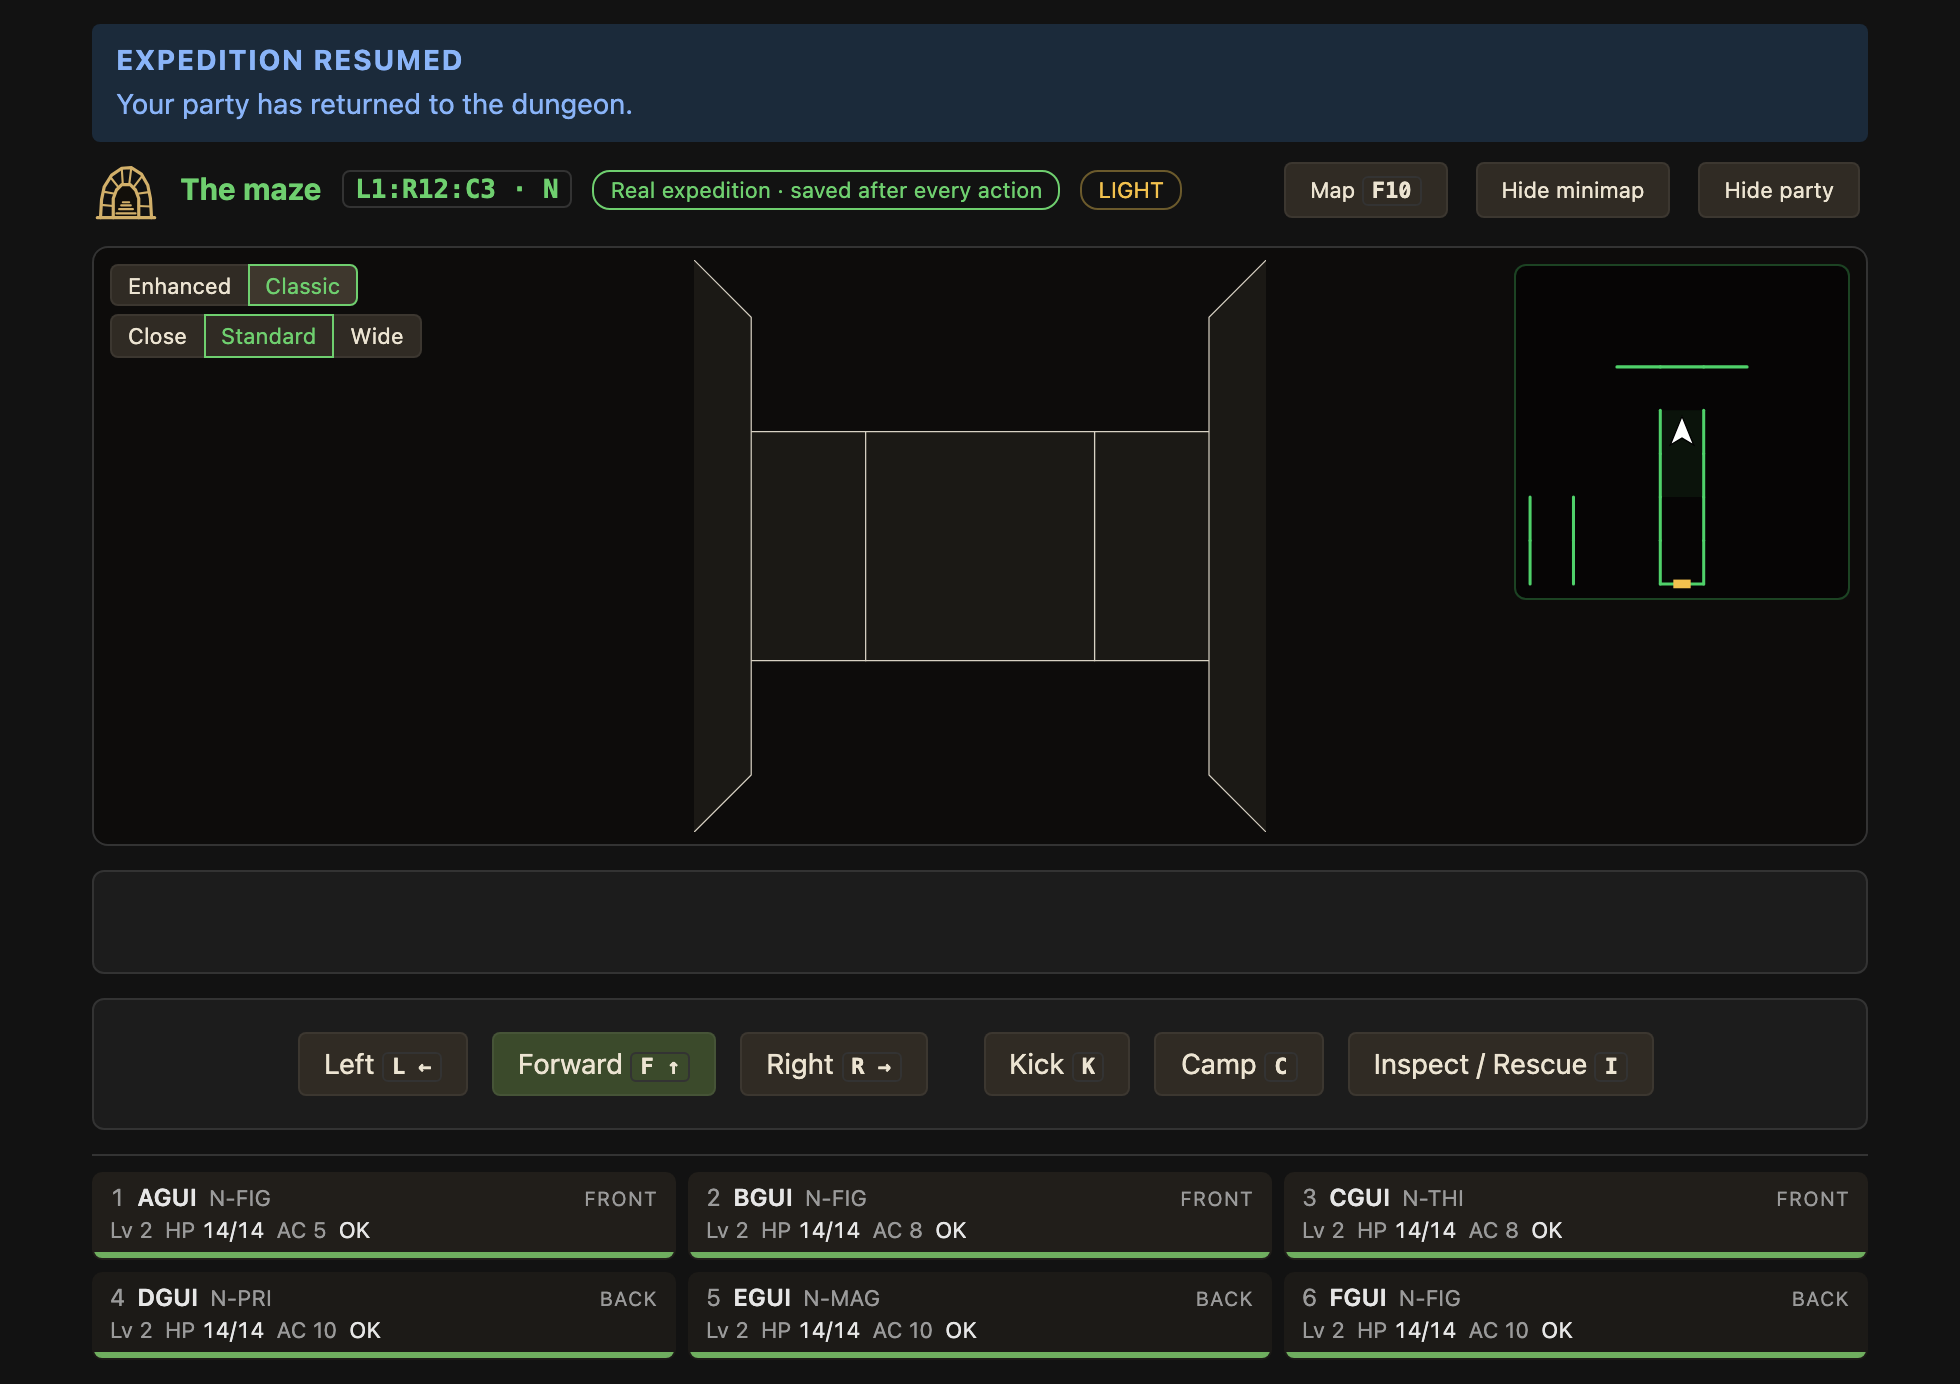 EXPEDITION RESUMED
Your party has returned to the dungeon.
The maze L1:R12:C3 · N Real expedition · saved after every action LIGHT Map F10 Hide minimap Hide party
Enhanced Classic
Close Standard Wide
Left L ← Forward F ↑ Right R → Kick K Camp C Inspect / Rescue I
1 AGUI N-FIG FRONT
Lv 2 HP 14/14 AC 5 OK
2 BGUI N-FIG FRONT
Lv 2 HP 14/14 AC 8 OK
3 CGUI N-THI FRONT
Lv 2 HP 14/14 AC 8 OK
4 DGUI N-PRI BACK
Lv 2 HP 14/14 AC 10 OK
5 EGUI N-MAG BACK
Lv 2 HP 14/14 AC 10 OK
6 FGUI N-FIG BACK
Lv 2 HP 14/14 AC 10 OK